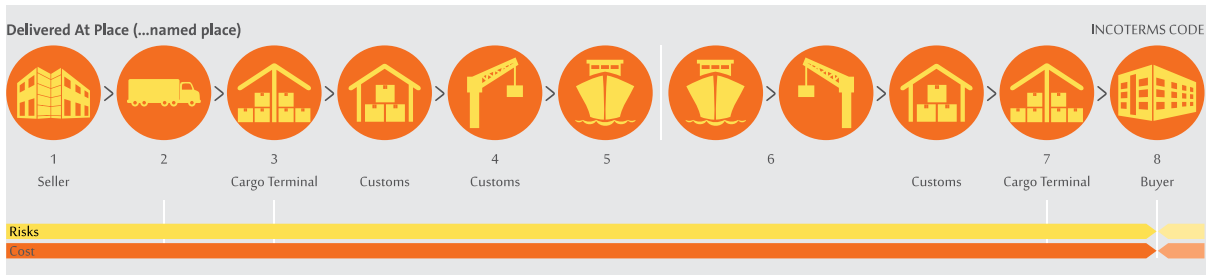 Delivered At Place (...named place)
INCOTERMS CODE
1 2 3 4 5 6 7 8
Seller Cargo Terminal Customs Customs Customs Cargo Terminal Buyer
Risks
Cost